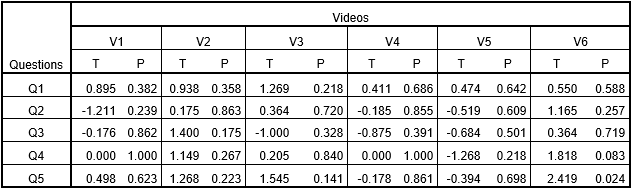 Videos
V1 V2 V3 V4 V5 V6
Questions T P T P T P T P T P T P
Q1 0.895 0.382 0.938 0.358 1.269 0.218 0.411 0.686 0.474 0.642 0.550 0.588
Q2 -1.211 0.239 0.175 0.863 0.364 0.720 -0.185 0.855 -0.519 0.609 1.165 0.257
Q3 -0.176 0.862 1.400 0.175 -1.000 0.328 -0.875 0.391 -0.684 0.501 0.364 0.719
Q4 0.000 1.000 1.149 0.267 0.205 0.840 0.000 1.000 -1.268 0.218 1.818 0.083
Q5 0.498 0.623 1.268 0.223 1.545 0.141 -0.178 0.861 -0.394 0.698 2.419 0.024